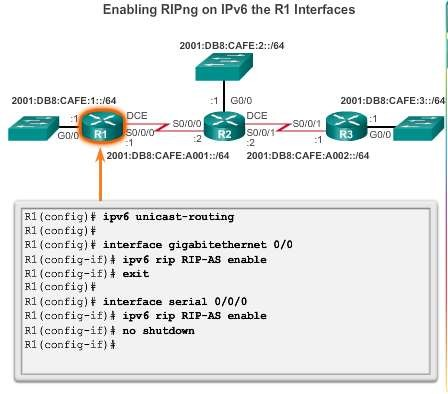 Enabling RIPng on IPv6 the R1 Interfaces
2001:DB8:CAFE:2::/64
2001:DB8:CAFE:1::/64
:1 G0/0
2001:DB8:CAFE:3::/64
:1
G0/0
R1
DCE
S0/0/0
:1
S0/0/0
:2
R2
DCE
S0/0/1
:2
S0/0/1
:1
R3
:1
G0/0
2001:DB8:CAFE:A001::/64
2001:DB8:CAFE:A002::/64
R1(config)# ipv6 unicast-routing
R1(config)#
R1(config)# interface gigabitethernet 0/0
R1(config-if)# ipv6 rip RIP-AS enable
R1(config-if)# exit
R1(config)#
R1(config)# interface serial 0/0/0
R1(config-if)# ipv6 rip RIP-AS enable
R1(config-if)# no shutdown
R1(config-if)#